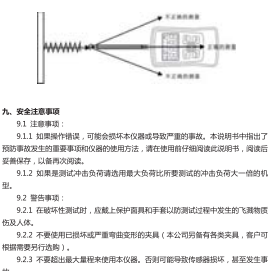 不正确的测量
正确的测量
不正确的测量
九、安全注意事项
9.1 注意事项：
9.1.1 如果操作错误，可能会损坏本仪器或导致严重的事故。本说明书中指出了
预防事故发生的重要事项和仪器的使用方法，请在使用前仔细阅读此说明书，阅读后
妥善保存，以备再次阅读。
9.1.2 如果是测试冲击负荷请选用最大负荷比所要测试的冲击负荷大一倍的机
型。
9.2 警告事项：
9.2.1 在破坏性测试时，应戴上保护面具和手套以防测试过程中发生的飞溅物质
伤及人体。
9.2.2 不要使用已损坏或严重弯曲变形的夹具（本公司另备有各类夹具，客户可
根据需要另行选购）。
9.2.3 不要超出最大量程来使用本仪器。否则可能导致传感器损坏，甚至发生事